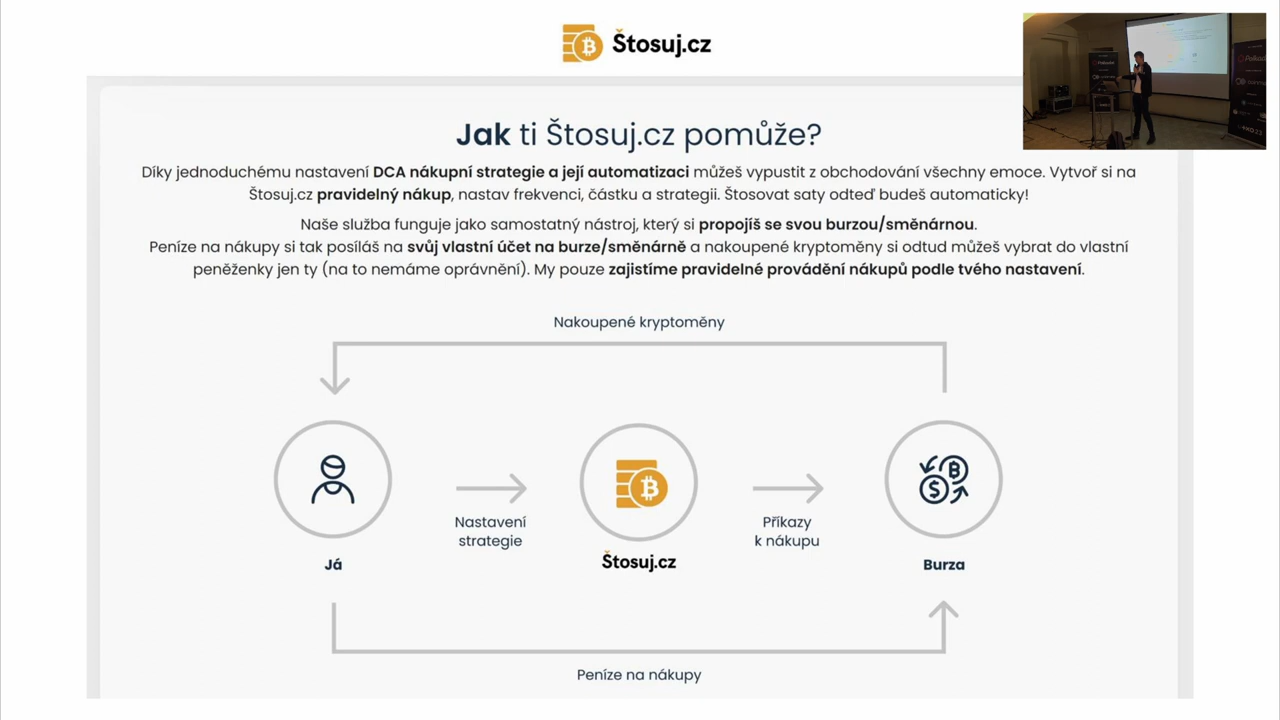 Štosuj.cz
Jak ti Štosuj.cz pomůže?
Díky jednoduchému nastavení DCA nákupní strategie a její automatizaci můžeš vypustit z obchodování všechny emoce. Vytvoř si na
Štosuj.cz pravidelný nákup, nastav frekvenci, částku a strategii. Štosovat saty odteď budeš automaticky!
Naše služba funguje jako samostatný nástroj, který si propojíš se svou burzou/směnárnou.
Peníze na nákupy si tak posíláš na svůj vlastní účet na burze/směnárně a nakoupené kryptoměny si odtud můžeš vybrat do vlastní
peněženky jen ty (na to nemáme oprávnění). My pouze zajistíme pravidelné provádění nákupů podle tvého nastavení.
Nakoupené kryptoměny
Nastavení
strategie
Příkazy
k nákupu
Já
Štosuj.cz
Burza
Peníze na nákupy